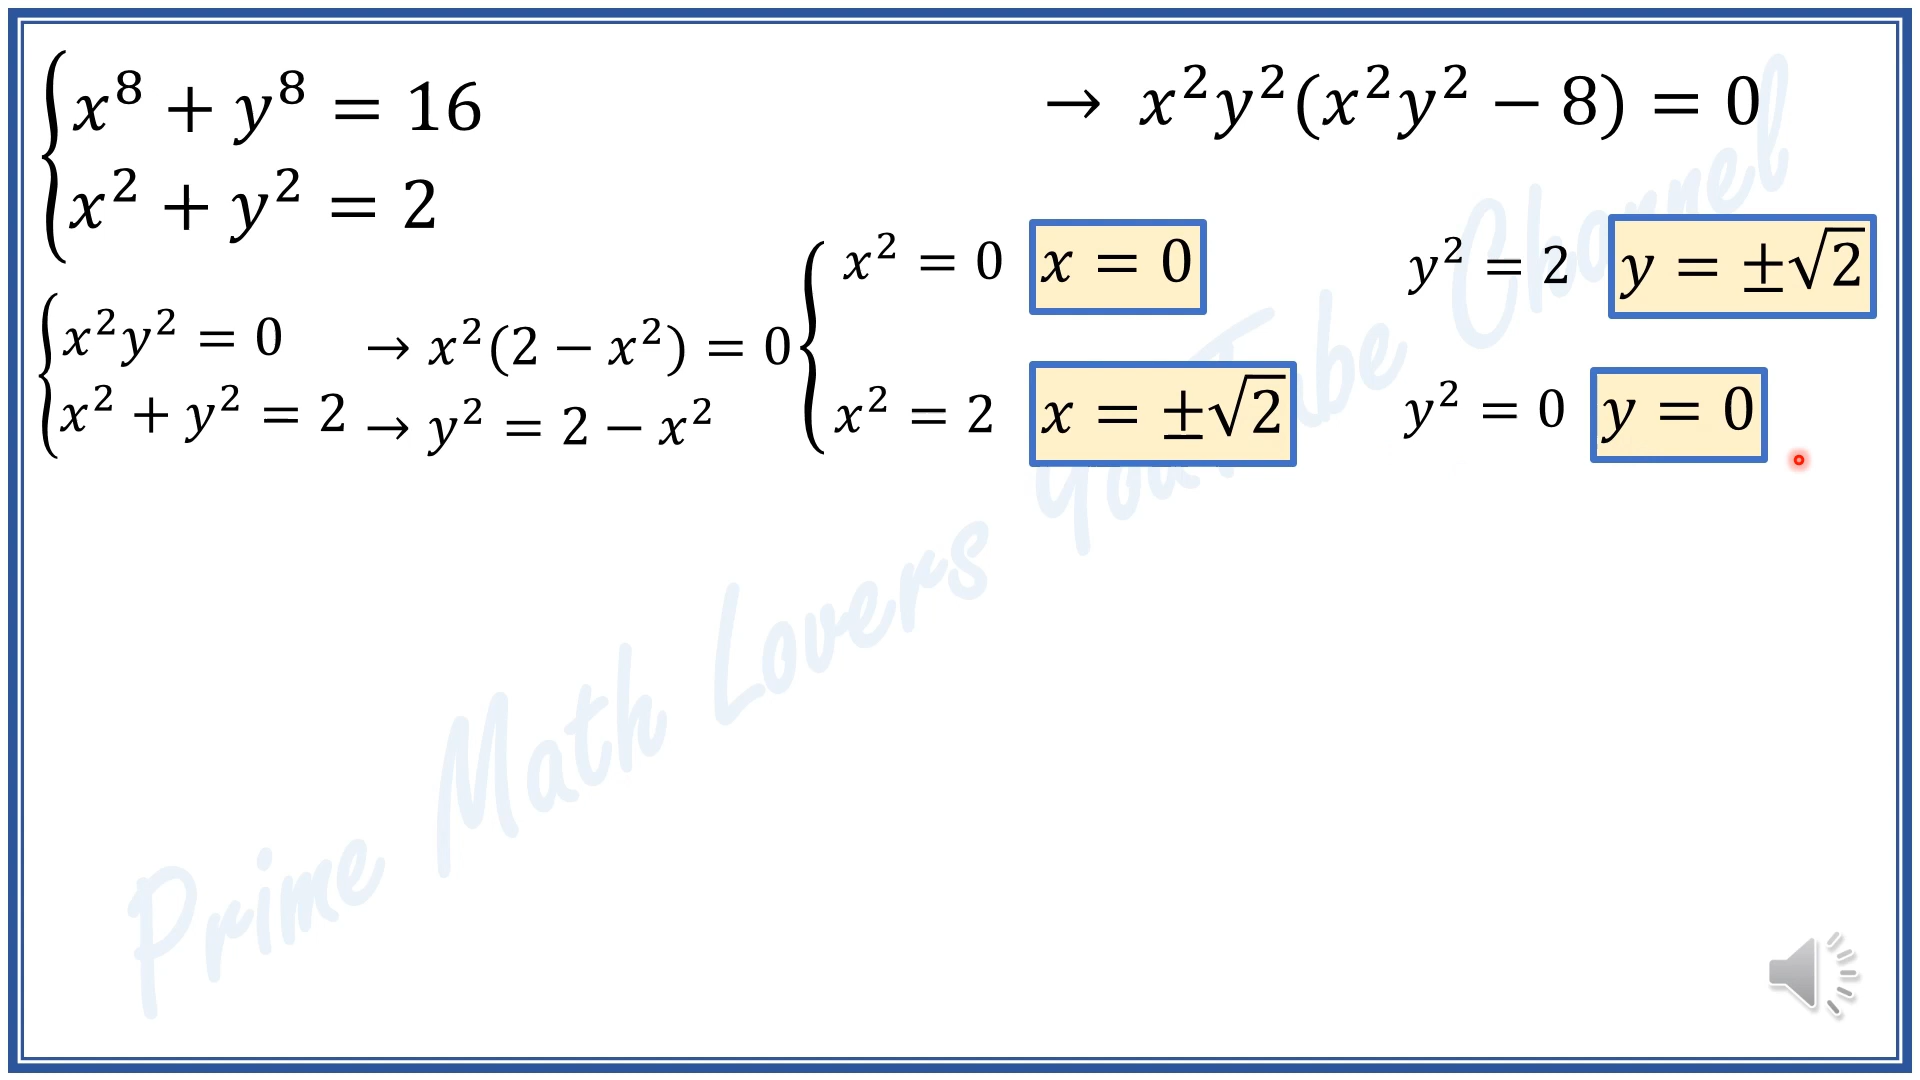 x⁸ + y⁸ = 16
x² + y² = 2
→ x²y²(x²y² − 8) = 0
x²y² = 0 → x²(2 − x²) = 0
x² + y² = 2 → y² = 2 − x²
x² = 0 x = 0 y² = 2 y = ±√2
x² = 2 x = ±√2 y² = 0 y = 0
Prime Math Lovers YouTube Channel